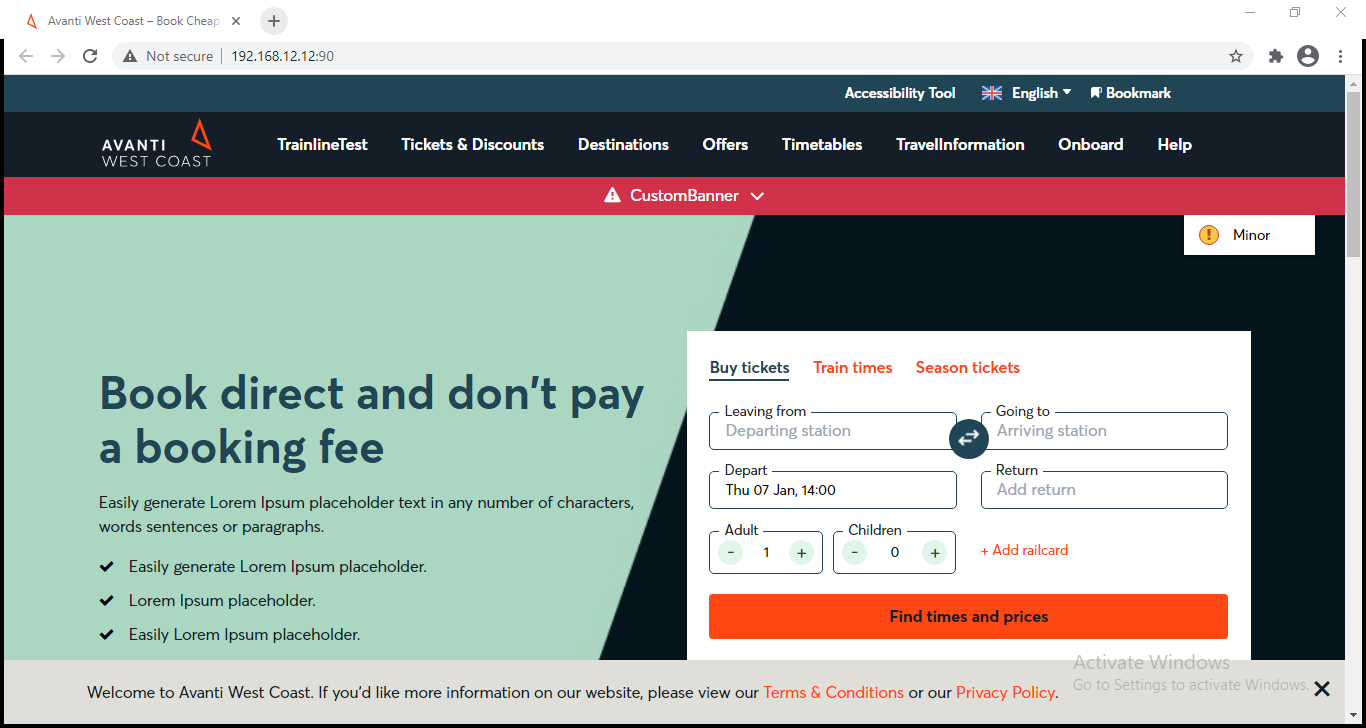 Avanti West Coast – Book Cheap
Not secure 192.168.12.12:90
Accessibility Tool English Bookmark
AVANTI
WEST COAST
TrainlineTest Tickets & Discounts Destinations Offers Timetables TravelInformation Onboard Help
CustomBanner
Minor
Book direct and don't pay
a booking fee
Easily generate Lorem Ipsum placeholder text in any number of characters,
words sentences or paragraphs.
Easily generate Lorem Ipsum placeholder.
Lorem Ipsum placeholder.
Easily Lorem Ipsum placeholder.
Buy tickets Train times Season tickets
Leaving from Going to
Departing station Arriving station
Depart Return
Thu 07 Jan, 14:00 Add return
Adult Children
- 1 + - 0 + + Add railcard
Find times and prices
Activate Windows
Go to Settings to activate Windows.
Welcome to Avanti West Coast. If you'd like more information on our website, please view our Terms & Conditions or our Privacy Policy.